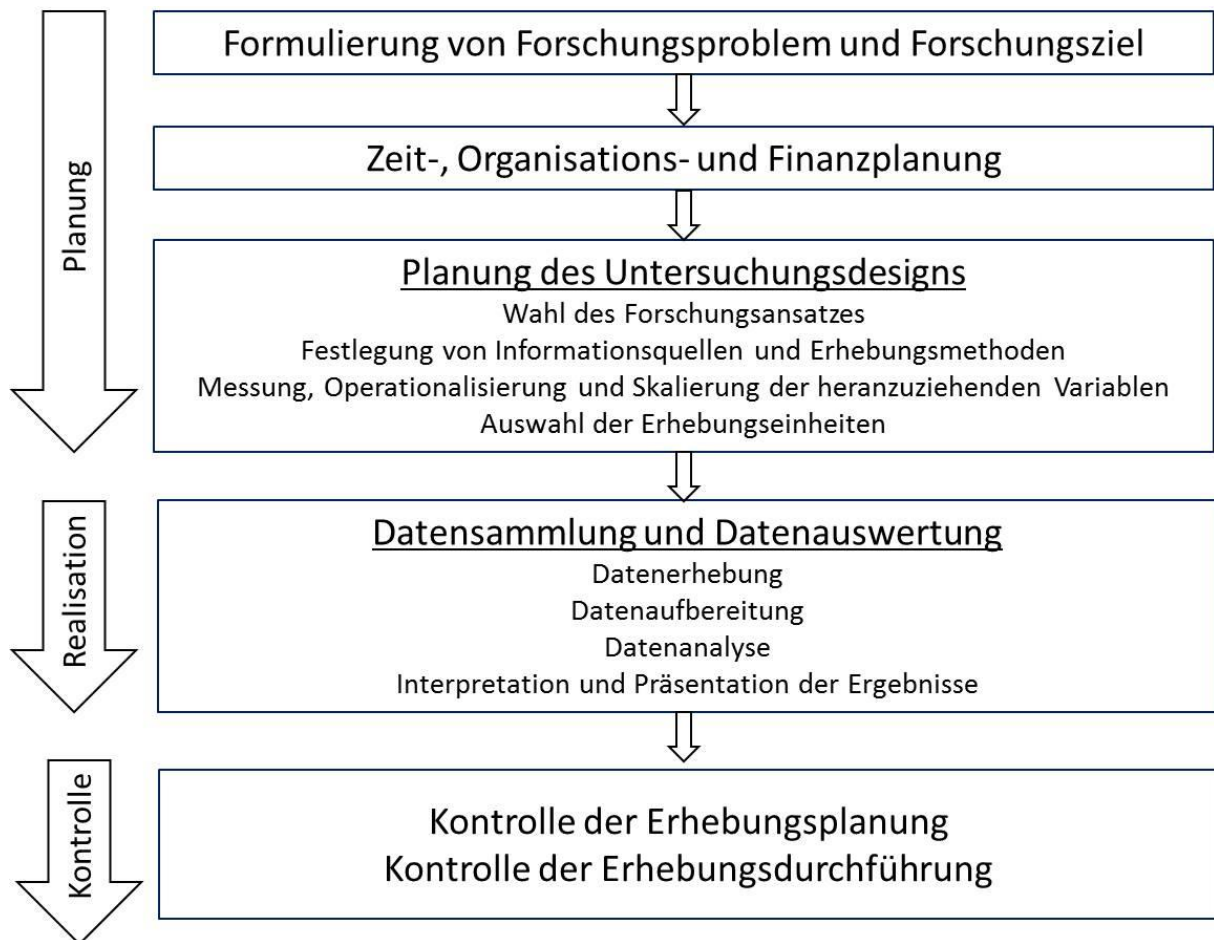 Planung
Formulierung von Forschungsproblem und Forschungsziel
Zeit-, Organisations- und Finanzplanung
Planung des Untersuchungsdesigns
Wahl des Forschungsansatzes
Festlegung von Informationsquellen und Erhebungsmethoden
Messung, Operationalisierung und Skalierung der heranzuziehenden Variablen
Auswahl der Erhebungseinheiten
Realisation
Datensammlung und Datenauswertung
Datenerhebung
Datenaufbereitung
Datenanalyse
Interpretation und Präsentation der Ergebnisse
Kontrolle
Kontrolle der Erhebungsplanung
Kontrolle der Erhebungsdurchführung